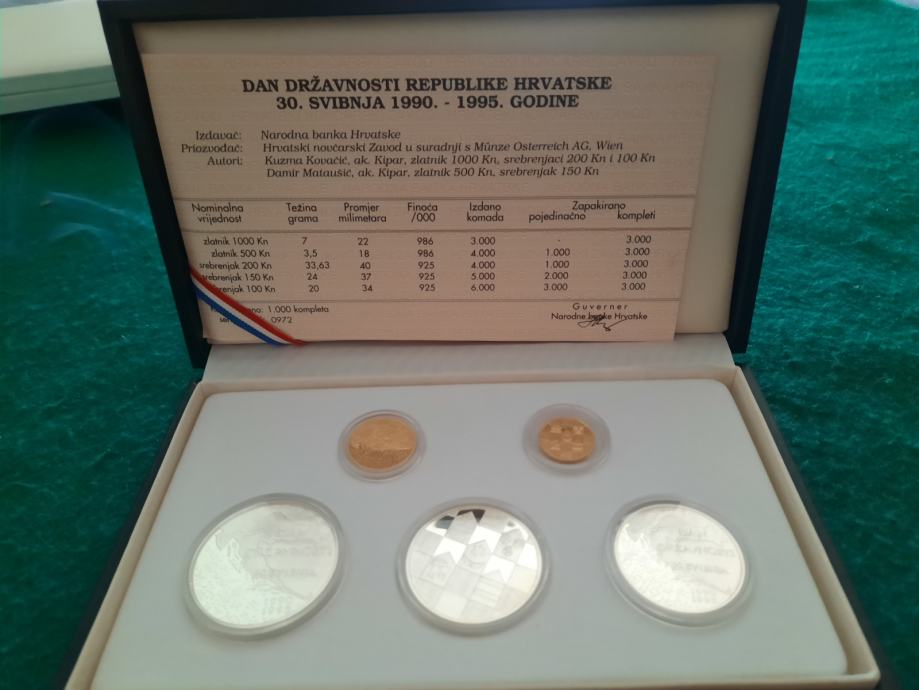 DAN DRŽAVNOSTI REPUBLIKE HRVATSKE
30. SVIBNJA 1990. - 1995. GODINE
Izdavač: Narodna banka Hrvatske
Priozvođač: Hrvatski novčarski Zavod u suradnji s Münze Osterreich AG, Wien
Autori: Kuzma Kovačić, ak. Kipar, zlatnik 1000 Kn, srebrenjaci 200 Kn i 100 Kn
Damir Mataušić, ak. Kipar, zlatnik 500 Kn, srebrenjak 150 Kn
Nominalna vrijednost Težina grama Promjer milimetara Finoća /000 Izdano komada Zapakirano pojedinačno kompleti
zlatnik 1000 Kn 7 22 986 3.000 - 3.000
zlatnik 500 Kn 3,5 18 986 4.000 1.000 3.000
srebrenjak 200 Kn 33,63 40 925 4.000 1.000 3.000
srebrenjak 150 Kn 24 37 925 5.000 2.000 3.000
renjak 100 Kn 20 34 925 6.000 3.000 3.000
1.000 kompleta
0972
Guverner
Narodne banke Hrvatske